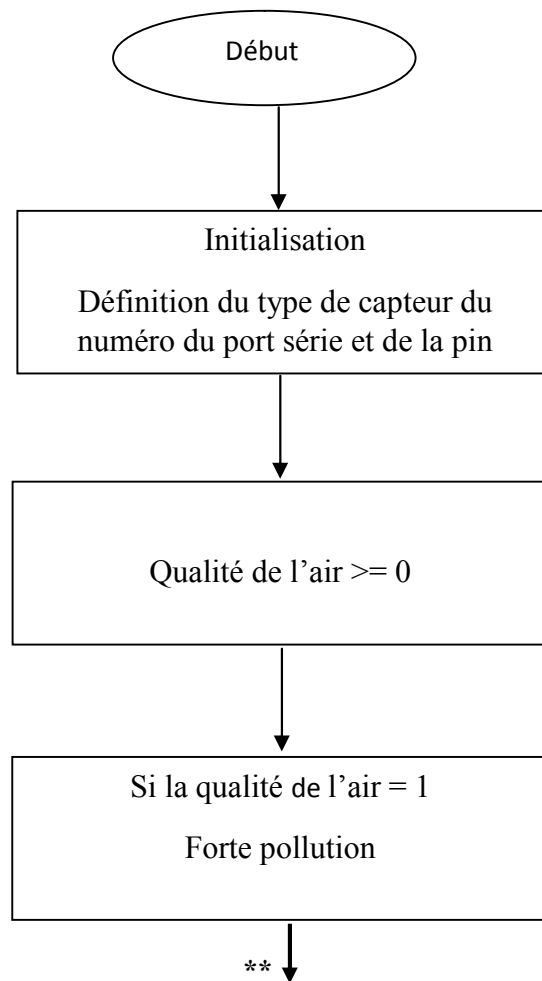 Début
Initialisation
Définition du type de capteur du
numéro du port série et de la pin
Qualité de l’air >= 0
Si la qualité de l’air = 1
Forte pollution
**